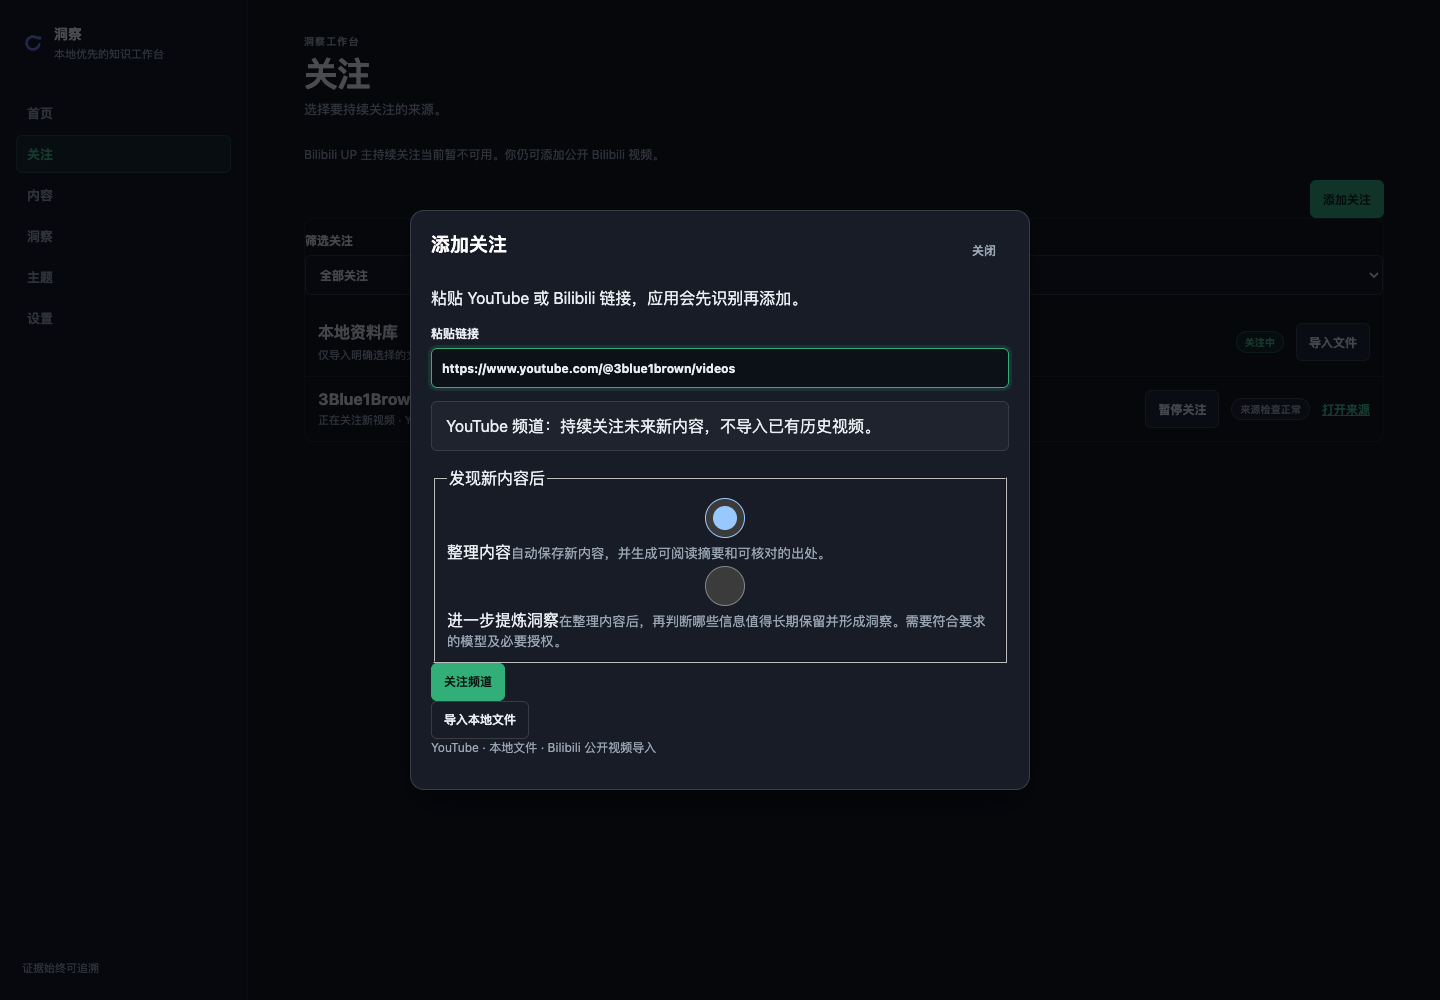 洞察
本地优先的知识工作台
首页
关注
内容
洞察
主题
设置
证据始终可追溯
洞察工作台
关注
选择要持续关注的来源。
Bilibili UP 主持续关注当前暂不可用。你仍可添加公开 Bilibili 视频。
添加关注
筛选关注
全部关注
本地资料库
仅导入明确选择的
关注中
导入文件
3Blue1Brow
正在关注新视频 ·
暂停关注
来源检查正常
打开来源
添加关注
关闭
粘贴 YouTube 或 Bilibili 链接，应用会先识别再添加。
粘贴链接
https://www.youtube.com/@3blue1brown/videos
YouTube 频道：持续关注未来新内容，不导入已有历史视频。
发现新内容后
整理内容自动保存新内容，并生成可阅读摘要和可核对的出处。
进一步提炼洞察在整理内容后，再判断哪些信息值得长期保留并形成洞察。需要符合要求
的模型及必要授权。
关注频道
导入本地文件
YouTube · 本地文件 · Bilibili 公开视频导入